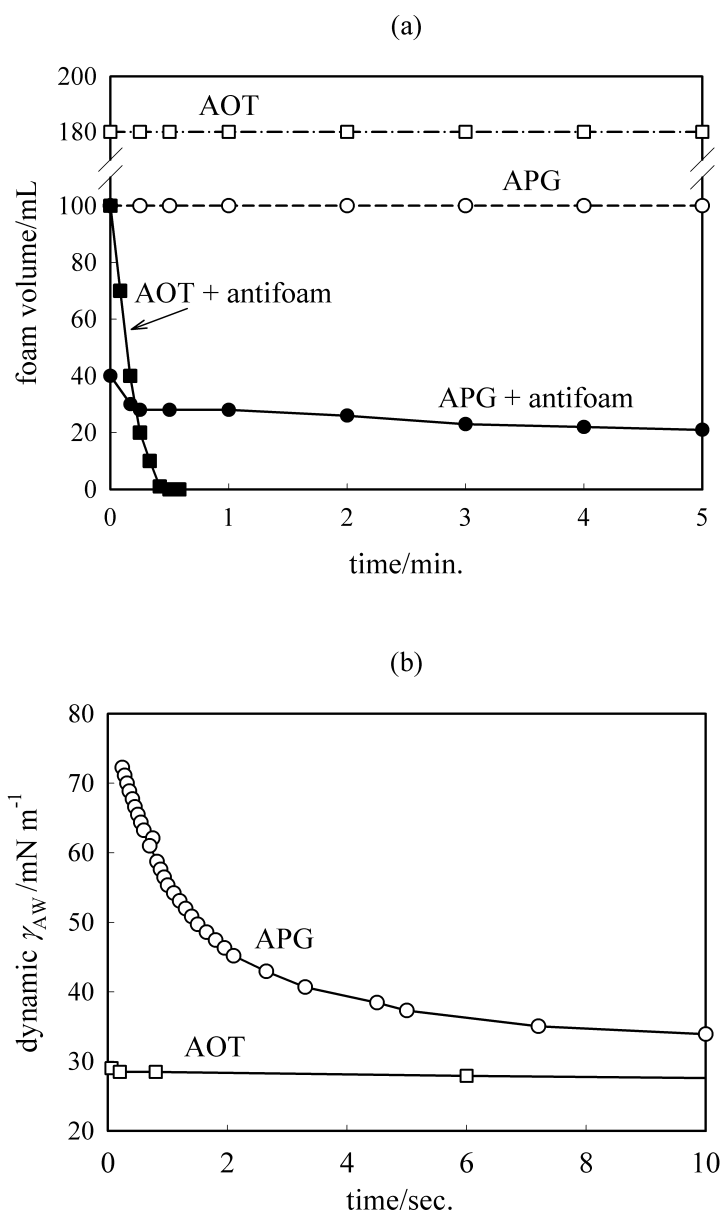 (a)
200
AOT
180
APG
100
80
AOT + antifoam
60
40
APG + antifoam
20
0
0 1 2 3 4 5
foam volume/mL
time/min.
(b)
80
70
60
50
APG
40
AOT
30
20
0 2 4 6 8 10
dynamic γAW/mN m-1
time/sec.